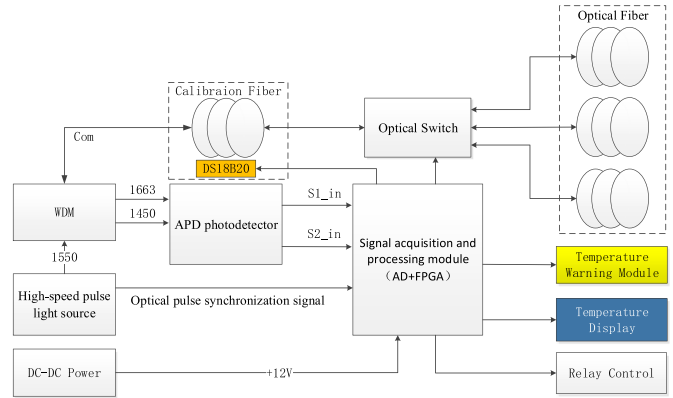 Optical Fiber
Calibraion Fiber
Optical Switch
Com
DS18B20
1663
S1_in
WDM
1450
APD photodetector
S2_in
Signal acquisition and
processing module
（AD+FPGA）
1550
Temperature
Warning Module
High-speed pulse
light source
Optical pulse synchronization signal
Temperature
Display
DC-DC Power
+12V
Relay Control